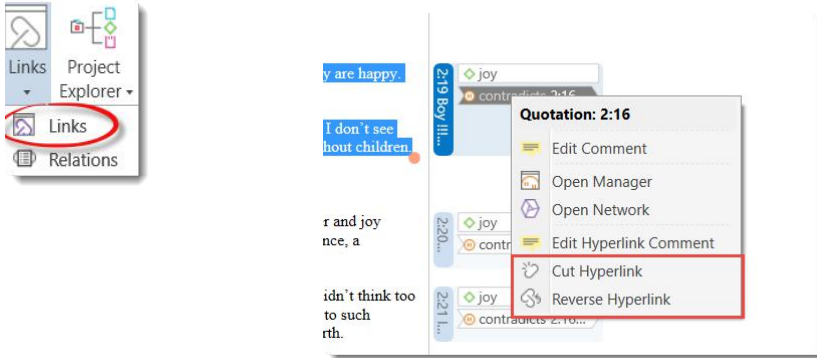 Links
Project
Explorer
Links
Relations
y are happy.
I don't see
hout children.
r and joy
nce, a
idn't think too
to such
rth.
2:19 Boy !!!...
joy
contradicts 2:16
2:20...
joy
contr
2:21 I...
joy
contradicts 2:16...
Quotation: 2:16
Edit Comment
Open Manager
Open Network
Edit Hyperlink Comment
Cut Hyperlink
Reverse Hyperlink